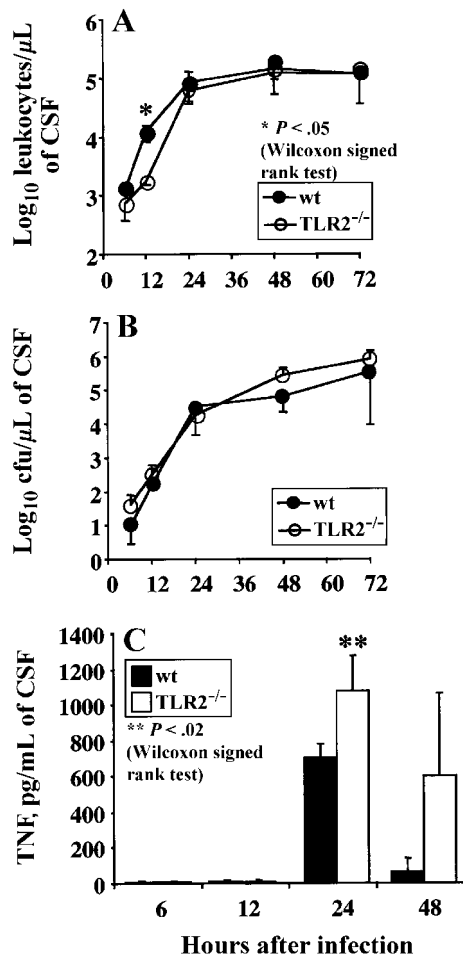 A
Log10 leukocytes/μL
of CSF
6
5
4
3
2
*
* P < .05
(Wilcoxon signed
rank test)
wt
TLR2−/−
0 12 24 36 48 60 72
B
Log10 cfu/μL of CSF
7
6
5
4
3
2
1
0
wt
TLR2−/−
0 12 24 36 48 60 72
C
TNF, pg/mL of CSF
1400
1200
1000
800
600
400
200
0
wt
TLR2−/−
** P < .02
(Wilcoxon signed
rank test)
**
6 12 24 48
Hours after infection